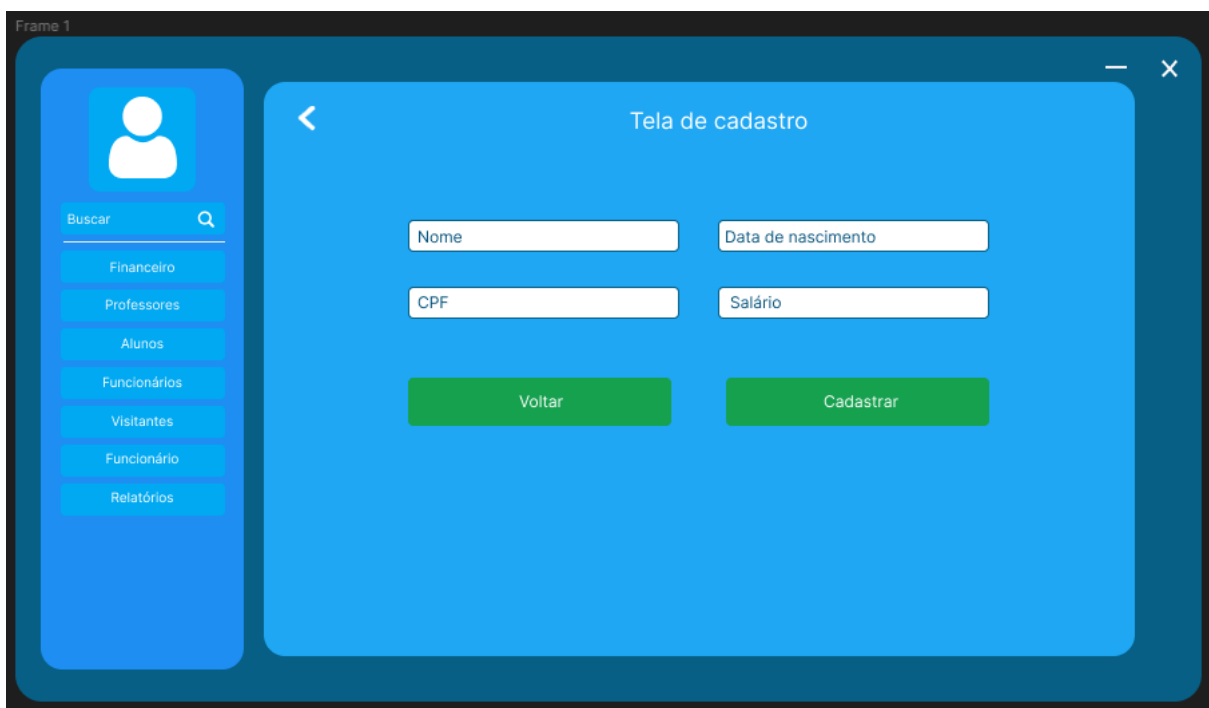 Frame 1
Tela de cadastro
Buscar
Financeiro
Professores
Alunos
Funcionários
Visitantes
Funcionário
Relatórios
Nome
Data de nascimento
CPF
Salário
Voltar
Cadastrar